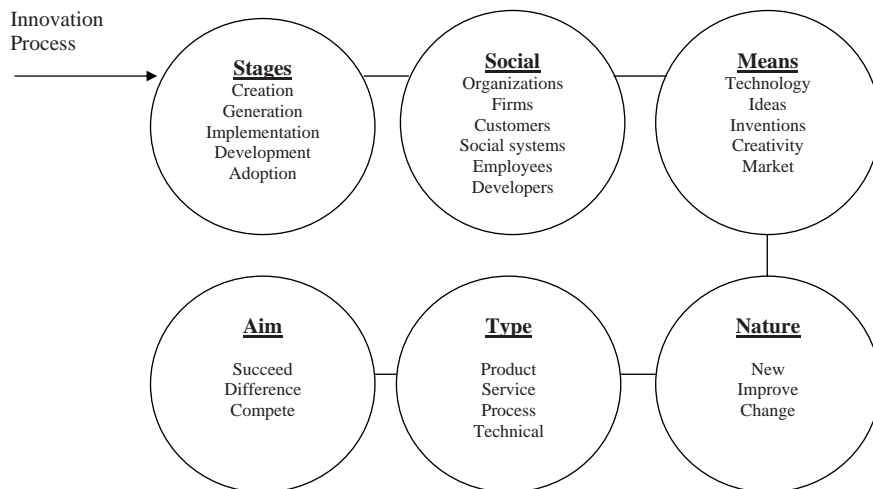 Innovation
Process
Stages
Creation
Generation
Implementation
Development
Adoption
Social
Organizations
Firms
Customers
Social systems
Employees
Developers
Means
Technology
Ideas
Inventions
Creativity
Market
Aim
Succeed
Difference
Compete
Type
Product
Service
Process
Technical
Nature
New
Improve
Change